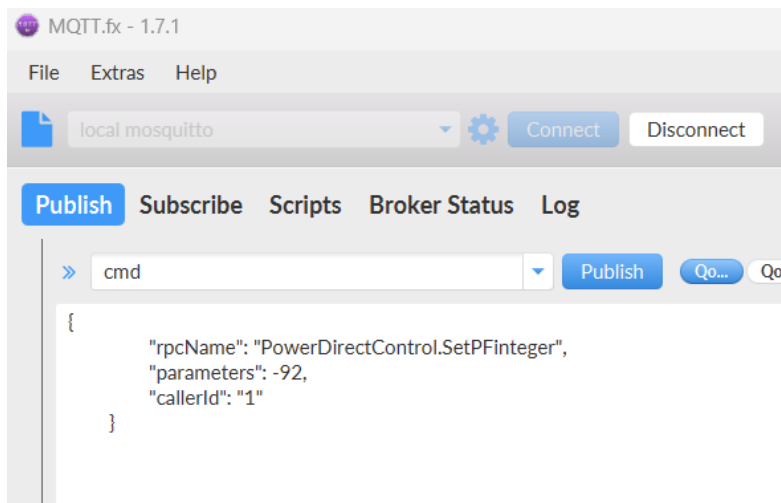 MQTT.fx - 1.7.1
File Extras Help
local mosquitto Connect Disconnect
Publish Subscribe Scripts Broker Status Log
cmd Publish Qo... Qo
{
"rpcName": "PowerDirectControl.SetPFinteger",
"parameters": -92,
"callerId": "1"
}